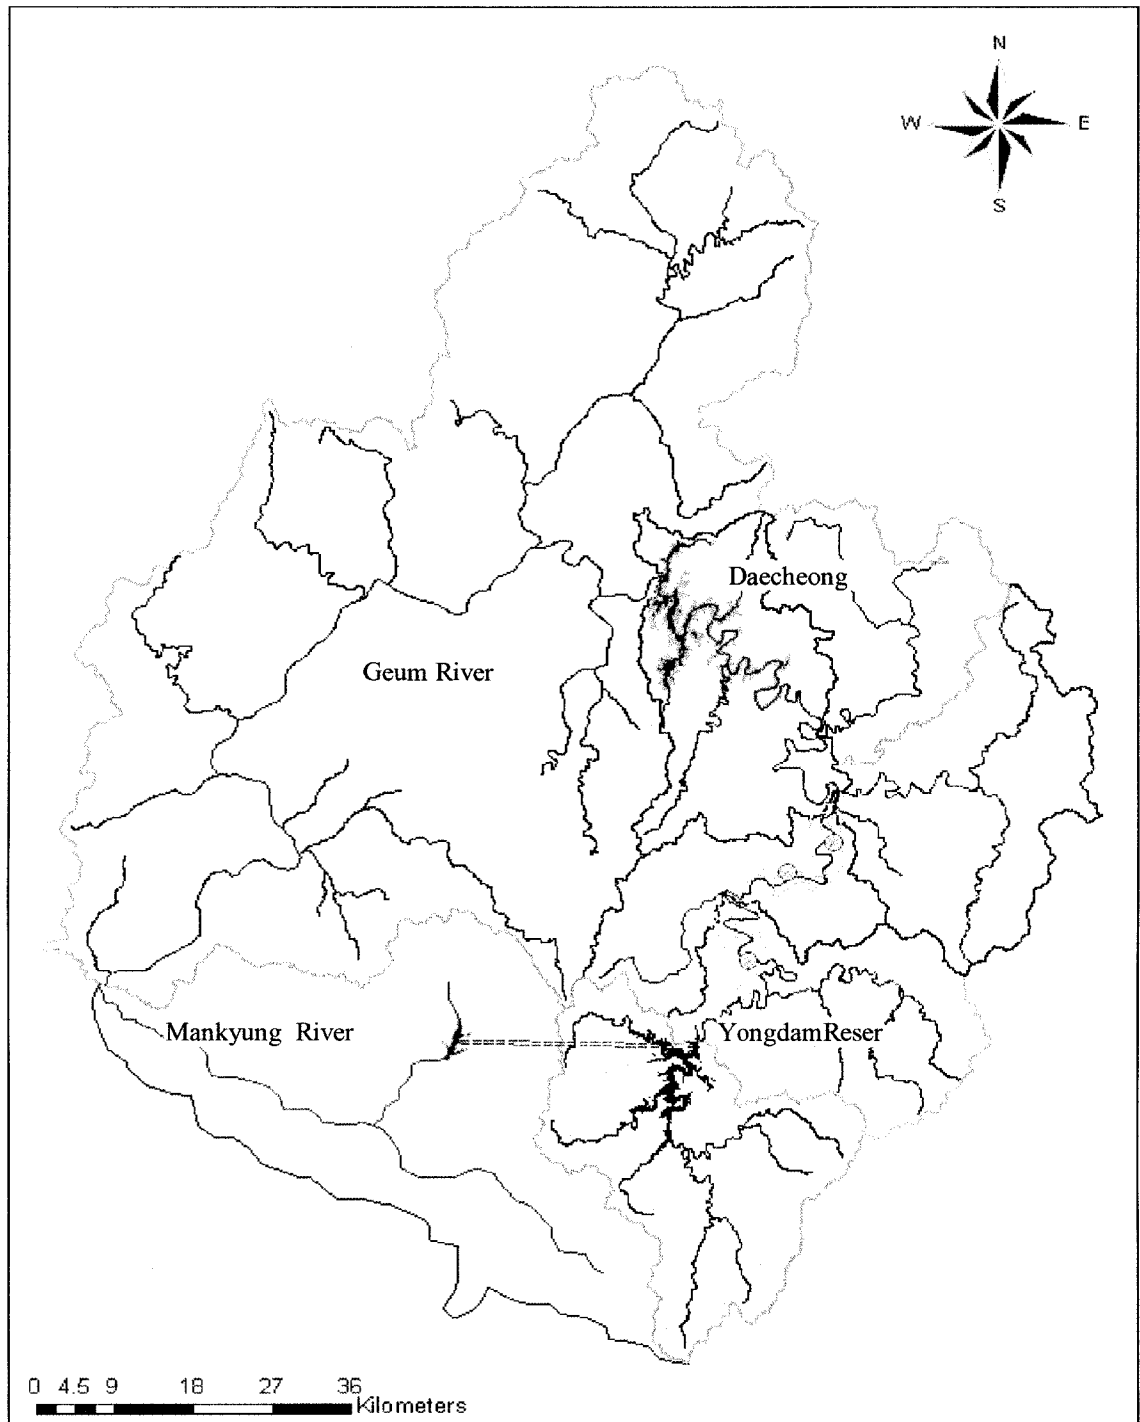 N
W E
S
Daecheong
Geum River
Mankyung River
YongdamReser
0 4.5 9 18 27 36
Kilometers